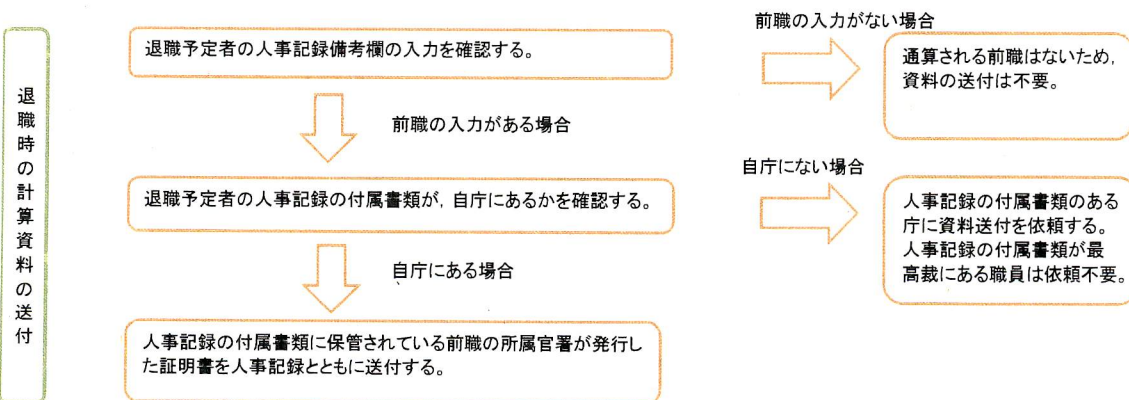 退職時の計算資料の送付
退職予定者の人事記録備考欄の入力を確認する。
前職の入力がない場合
通算される前職はないため，
資料の送付は不要。
前職の入力がある場合
退職予定者の人事記録の付属書類が，自庁にあるかを確認する。
自庁にない場合
人事記録の付属書類のある
庁に資料送付を依頼する。
人事記録の付属書類が最
高裁にある職員は依頼不要。
自庁にある場合
人事記録の付属書類に保管されている前職の所属官署が発行し
た証明書を人事記録とともに送付する。